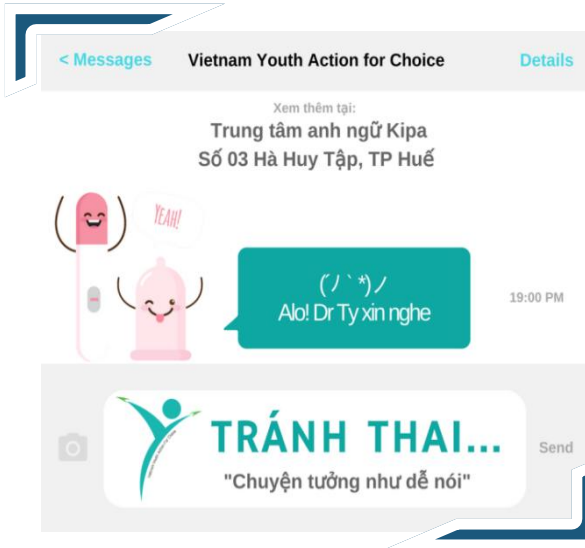 < Messages Vietnam Youth Action for Choice Details
Xem thêm tại:
Trung tâm anh ngữ Kipa
Số 03 Hà Huy Tập, TP Huế
YEAH!
Alo! Dr Ty xin nghe
19:00 PM
TRÁNH THAI...
"Chuyện tưởng như dễ nói"
Send